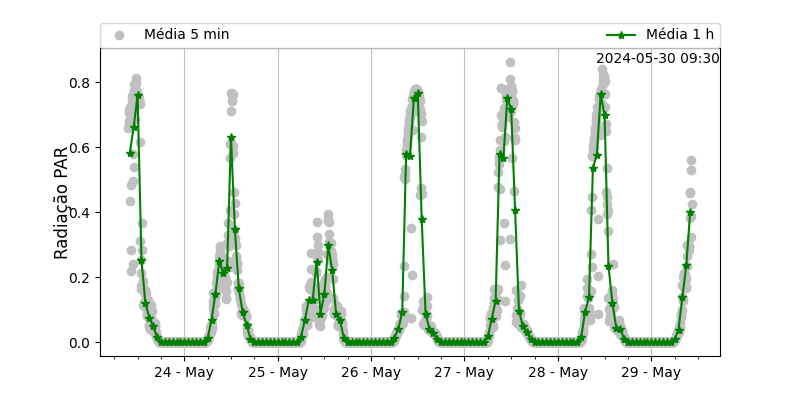 Média 5 min
Média 1 h
2024-05-30 09:30
Radiação PAR
0.8
0.6
0.4
0.2
0.0
24 - May
25 - May
26 - May
27 - May
28 - May
29 - May